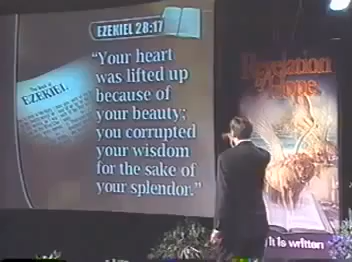 EZEKIEL 28:17
The Book of
EZEKIEL
“Your heart
was lifted up
because of
your beauty;
you corrupted
your wisdom
for the sake of
your splendor.”
Revelation
of Hope
it is written